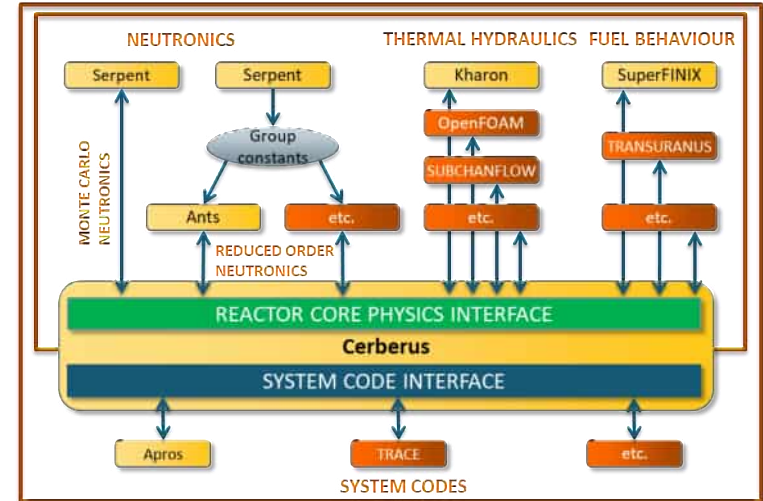 NEUTRONICS
THERMAL HYDRAULICS
FUEL BEHAVIOUR
Serpent
Serpent
Kharon
SuperFINIX
OpenFOAM
Group
constants
TRANSURANUS
SUBCHANFLOW
MONTE CARLO
NEUTRONICS
Ants
etc.
etc.
etc.
REDUCED ORDER
NEUTRONICS
REACTOR CORE PHYSICS INTERFACE
Cerberus
SYSTEM CODE INTERFACE
Apros
TRACE
etc.
SYSTEM CODES